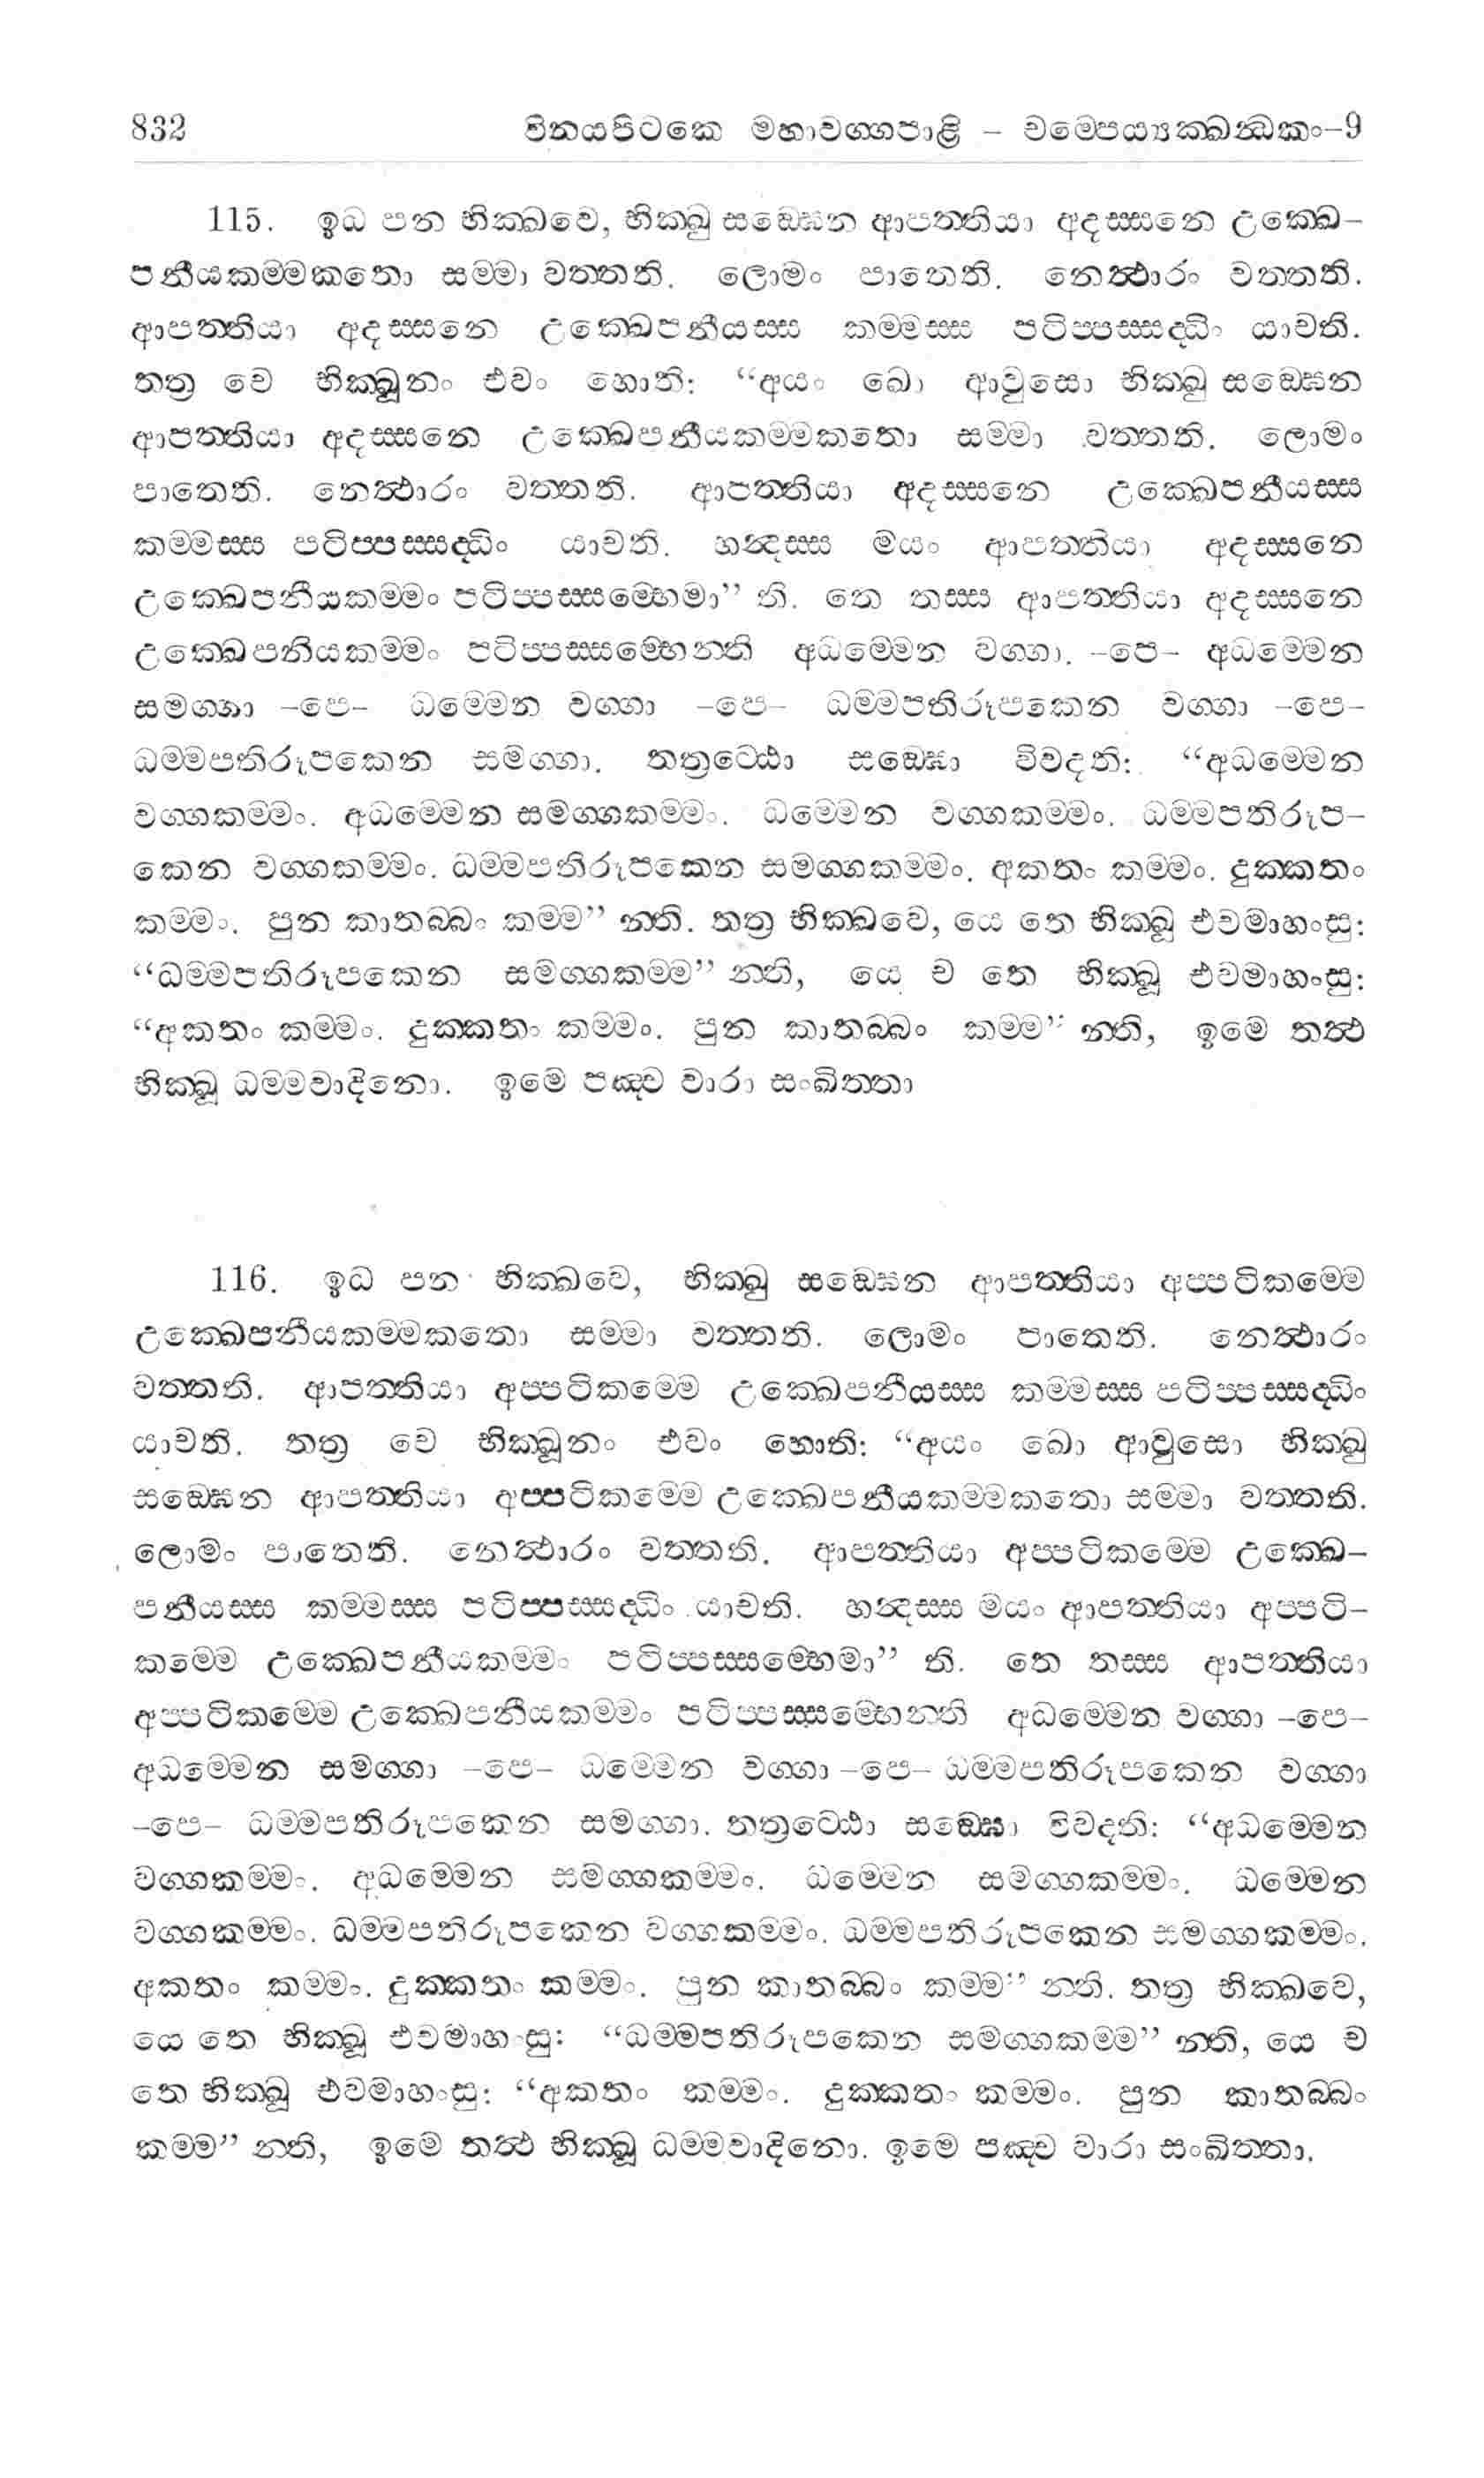 832 විනයපිටකෙ මහාවග්ගපාළි – චම්පෙය්‍යක්ඛන්ධකං–9
115. ඉධ පන භික්ඛවෙ, භික්ඛු සඞ්ඝෙන ආපත්තියා අදස්සනෙ උක්ඛෙ–
පනීයකම්මකතො සම්මා වත්තති. ලොමං පාතෙති. නෙත්ථාරං වත්තති.
ආපත්තියා අදස්සනෙ උක්ඛෙපනීයස්ස කම්මස්ස පටිප්පස්සද්ධිං යාචති.
තත්‍ර චෙ භික්ඛූනං එවං හොති: “අයං ඛො ආවුසො භික්ඛු සඞ්ඝෙන
ආපත්තියා අදස්සනෙ උක්ඛෙපනීයකම්මකතො සම්මා වත්තති. ලොමං
පාතෙති. නෙත්ථාරං වත්තති. ආපත්තියා අදස්සනෙ උක්ඛෙපනීයස්ස
කම්මස්ස පටිප්පස්සද්ධිං යාචති. හන්දස්ස මයං ආපත්තියා අදස්සනෙ
උක්ඛෙපනීයකම්මං පටිප්පස්සම්භෙමා” ති. තෙ තස්ස ආපත්තියා අදස්සනෙ
උක්ඛෙපනියකම්මං පටිප්පස්සම්භෙන්ති අධම්මෙන වග්ගා. –පෙ– අධම්මෙන
සමග්ගා –පෙ– ධම්මෙන වග්ගා –පෙ– ධම්මපතිරූපකෙන වග්ගා –පෙ–
ධම්මපතිරූපකෙන සමග්ගා. තත්‍රට්ඨො සඞ්ඝො විවදති: “අධම්මෙන
වග්ගකම්මං. අධම්මෙන සමග්ගකම්මං. ධම්මෙන වග්ගකම්මං. ධම්මපතිරූප–
කෙන වග්ගකම්මං. ධම්මපතිරූපකෙන සමග්ගකම්මං. අකතං කම්මං. දුක්කතං
කම්මං. පුන කාතබ්බං කම්ම” න්ති. තත්‍ර භික්ඛවෙ, යෙ තෙ භික්ඛූ එවමාහංසු:
“ධම්මපතිරූපකෙන සමග්ගකම්ම” න්ති, යෙ ච තෙ භික්ඛූ එවමාහංසු:
“අකතං කම්මං. දුක්කතං කම්මං. පුන කාතබ්බං කම්ම” න්ති, ඉමෙ තත්ථ
භික්ඛූ ධම්මවාදිනො. ඉමෙ පඤ්ච වාරා සංඛිත්තා
116. ඉධ පන භික්ඛවෙ, භික්ඛු සඞ්ඝෙන ආපත්තියා අප්පටිකම්මෙ
උක්ඛෙපනීයකම්මකතො සම්මා වත්තති. ලොමං පාතෙති. නෙත්ථාරං
වත්තති. ආපත්තියා අප්පටිකම්මෙ උක්ඛෙපනීයස්ස කම්මස්ස පටිප්පස්සද්ධිං
යාචති. තත්‍ර චෙ භික්ඛූනං එවං හොති: “අයං ඛො ආවුසො භික්ඛු
සඞ්ඝෙන ආපත්තියා අප්පටිකම්මෙ උක්ඛෙපනීයකම්මකතො සම්මා වත්තති.
ලොමං පාතෙති. නෙත්ථාරං වත්තති. ආපත්තියා අප්පටිකම්මෙ උක්ඛෙ–
පනීයස්ස කම්මස්ස පටිප්පස්සද්ධිං යාචති. හන්දස්ස මයං ආපත්තියා අප්පටි–
කම්මෙ උක්ඛෙපනීයකම්මං පටිප්පස්සම්භෙමා” ති. තෙ තස්ස ආපත්තියා
අප්පටිකම්මෙ උක්ඛෙපනීයකම්මං පටිප්පස්සම්භෙන්ති අධම්මෙන වග්ගා –පෙ–
අධම්මෙන සමග්ගා –පෙ– ධම්මෙන වග්ගා –පෙ– ධම්මපතිරූපකෙන වග්ගා
–පෙ– ධම්මපතිරූපකෙන සමග්ගා. තත්‍රට්ඨො සඞ්ඝො විවදති: “අධම්මෙන
වග්ගකම්මං. අධම්මෙන සමග්ගකම්මං. ධම්මෙන සමග්ගකම්මං. ධම්මෙන
වග්ගකම්මං. ධම්මපතිරූපකෙන වග්ගකම්මං. ධම්මපතිරූපකෙන සමග්ගකම්මං.
අකතං කම්මං. දුක්කතං කම්මං. පුන කාතබ්බං කම්ම” න්ති. තත්‍ර භික්ඛවෙ,
යෙ තෙ භික්ඛූ එවමාහංසු: “ධම්මපතිරූපකෙන සමග්ගකම්ම” න්ති, යෙ ච
තෙ භික්ඛූ එවමාහංසු: “අකතං කම්මං. දුක්කතං කම්මං. පුන කාතබ්බං
කම්ම” න්ති, ඉමෙ තත්ථ භික්ඛූ ධම්මවාදිනො. ඉමෙ පඤ්ච වාරා සංඛිත්තා.